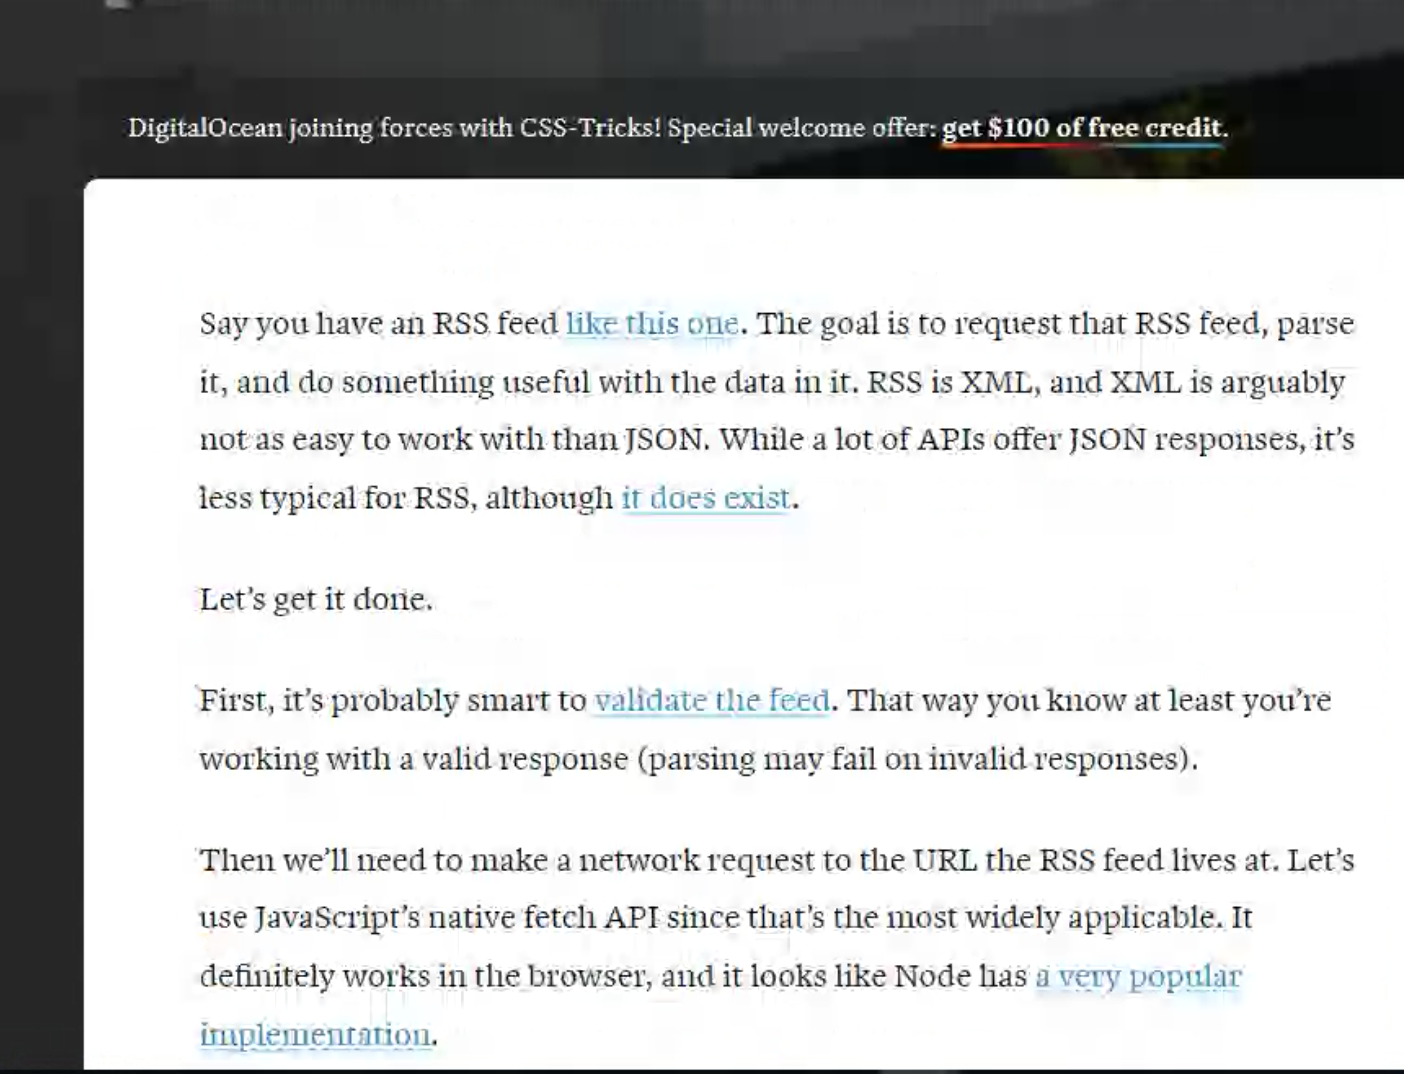 DigitalOcean joining forces with CSS-Tricks! Special welcome offer: get $100 of free credit.
Say you have an RSS feed like this one. The goal is to request that RSS feed, parse
it, and do something useful with the data in it. RSS is XML, and XML is arguably
not as easy to work with than JSON. While a lot of APIs offer JSON responses, it’s
less typical for RSS, although it does exist.
Let’s get it done.
First, it’s probably smart to validate the feed. That way you know at least you’re
working with a valid response (parsing may fail on invalid responses).
Then we’ll need to make a network request to the URL the RSS feed lives at. Let’s
use JavaScript’s native fetch API since that’s the most widely applicable. It
definitely works in the browser, and it looks like Node has a very popular
implementation.